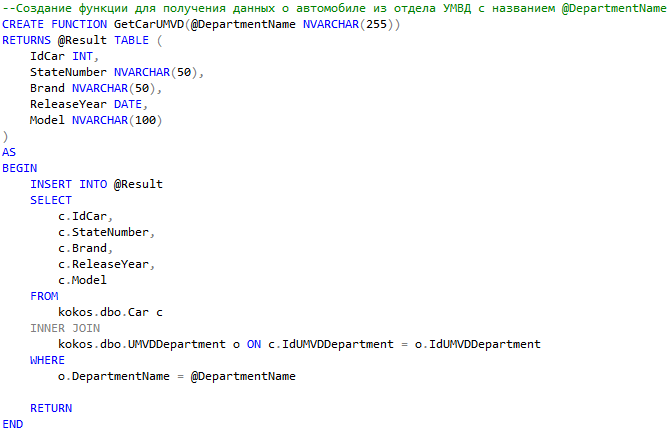 --Создание функции для получения данных о автомобиле из отдела УМВД с названием @DepartmentName
CREATE FUNCTION GetCarUMVD(@DepartmentName NVARCHAR(255))
RETURNS @Result TABLE (
    IdCar INT,
    StateNumber NVARCHAR(50),
    Brand NVARCHAR(50),
    ReleaseYear DATE,
    Model NVARCHAR(100)
)
AS
BEGIN
    INSERT INTO @Result
    SELECT
        c.IdCar,
        c.StateNumber,
        c.Brand,
        c.ReleaseYear,
        c.Model
    FROM
        kokos.dbo.Car c
    INNER JOIN
        kokos.dbo.UMVDDepartment o ON c.IdUMVDDepartment = o.IdUMVDDepartment
    WHERE
        o.DepartmentName = @DepartmentName

    RETURN
END